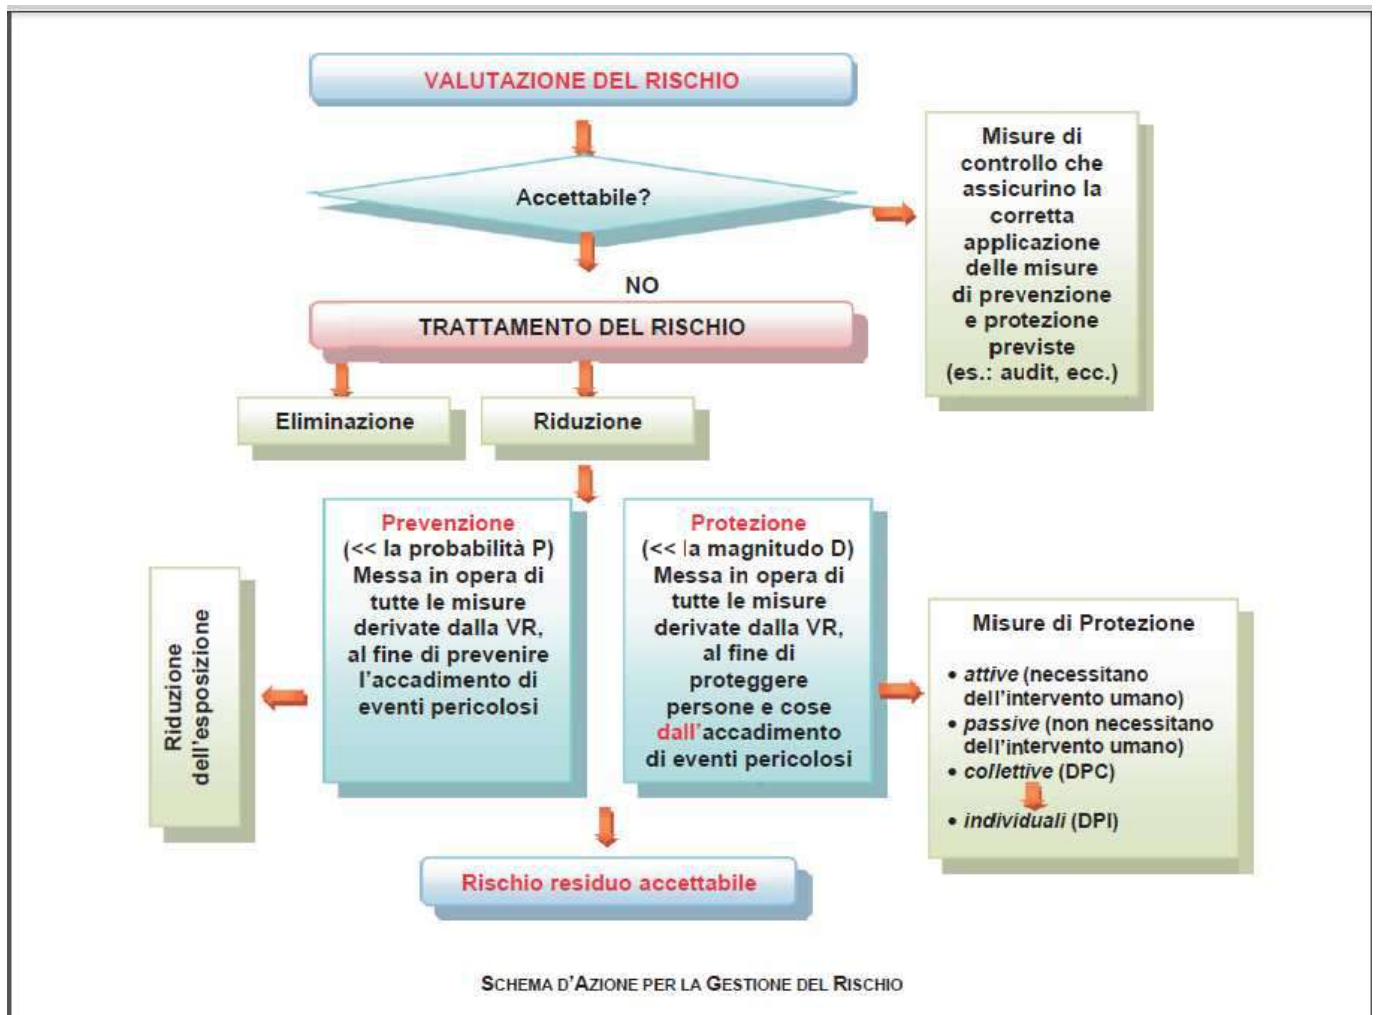 VALUTAZIONE DEL RISCHIO
Accettabile?
Misure di
controllo che
assicurino la
corretta
applicazione
delle misure
di prevenzione
e protezione
previste
(es.: audit, ecc.)
NO
TRATTAMENTO DEL RISCHIO
Eliminazione
Riduzione
Riduzione
dell'esposizione
Prevenzione
(<< la probabilità P)
Messa in opera di
tutte le misure
derivate dalla VR,
al fine di prevenire
l'accadimento di
eventi pericolosi
Protezione
(<< la magnitudo D)
Messa in opera di
tutte le misure
derivate dalla VR,
al fine di
proteggere
persone e cose
dall'accadimento
di eventi pericolosi
Misure di Protezione
• attive (necessitano
dell'intervento umano)
• passive (non necessitano
dell'intervento umano)
• collettive (DPC)
• individuali (DPI)
Rischio residuo accettabile
SCHEMA D'AZIONE PER LA GESTIONE DEL RISCHIO